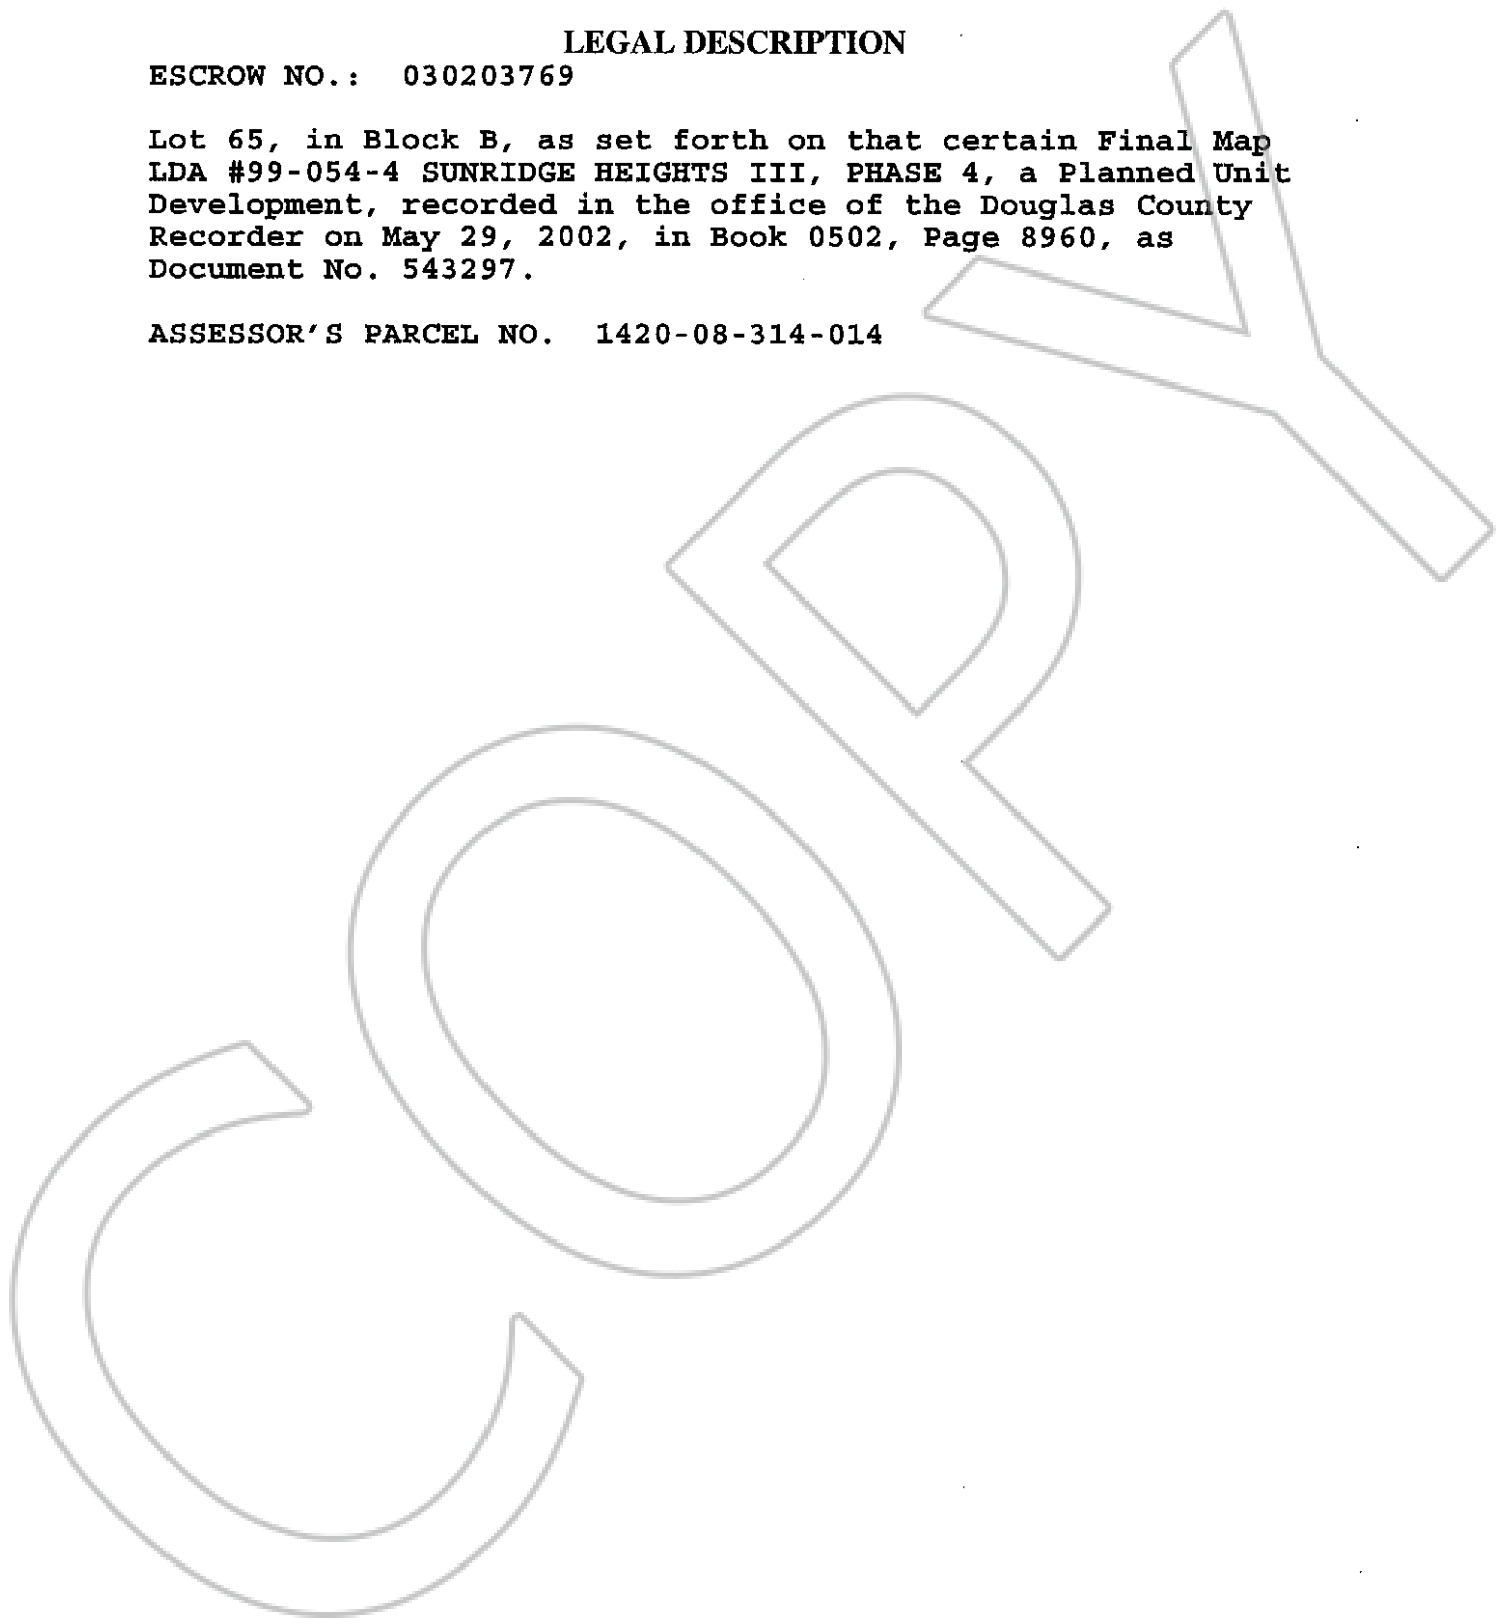 LEGAL DESCRIPTION
ESCROW NO.: 030203769
Lot 65, in Block B, as set forth on that certain Final Map
LDA #99-054-4 SUNRIDGE HEIGHTS III, PHASE 4, a Planned Unit
Development, recorded in the office of the Douglas County
Recorder on May 29, 2002, in Book 0502, Page 8960, as
Document No. 543297.
ASSESSOR'S PARCEL NO. 1420-08-314-014
COPY